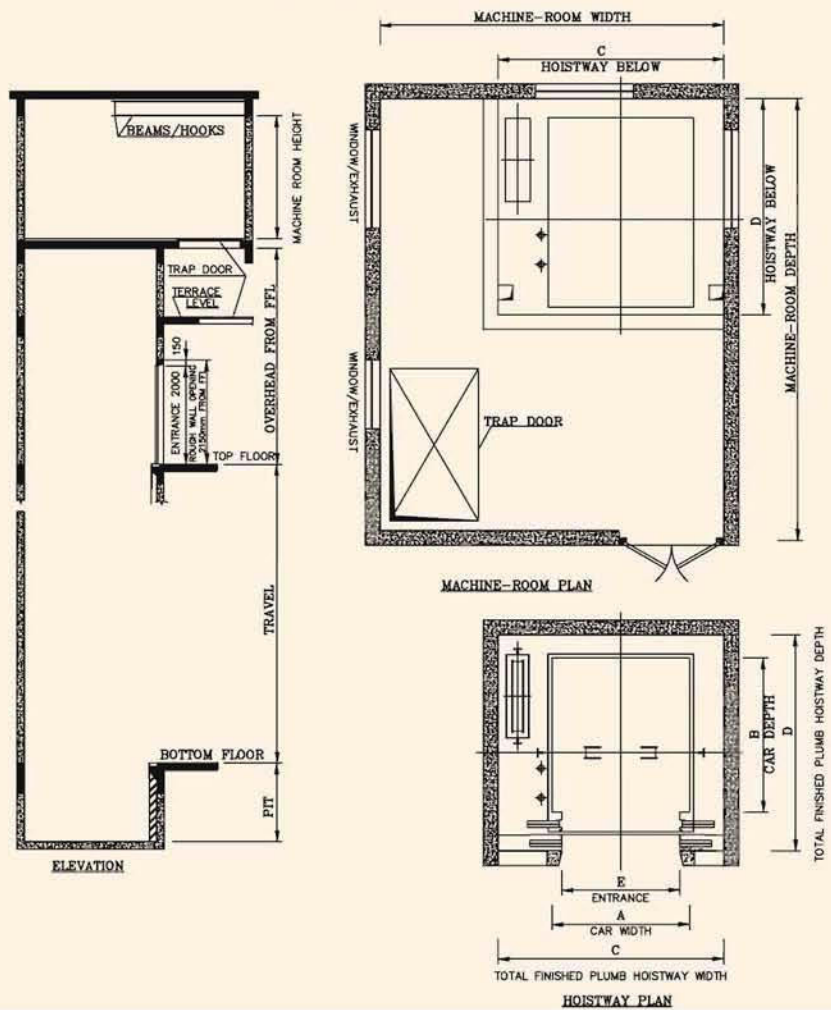 MACHINE-ROOM WIDTH
C
HOISTWAY BELOW
BEAMS/HOOKS
MACHINE ROOM HEIGHT
WINDOW/EXHAUST
D
HOISTWAY BELOW
MACHINE-ROOM DEPTH
TRAP DOOR
TERRACE
LEVEL
OVERHEAD FROM FFL
150
ENTRANCE 2000
ROUGH WALL OPENING
2150mm FROM FFL
TOP FLOOR
WINDOW/EXHAUST
TRAP DOOR
MACHINE-ROOM PLAN
TRAVEL
BOTTOM FLOOR
PIT
ELEVATION
B
CAR DEPTH
D
TOTAL FINISHED PLUMB HOISTWAY DEPTH
E
ENTRANCE
A
CAR WIDTH
C
TOTAL FINISHED PLUMB HOISTWAY WIDTH
HOISTWAY PLAN